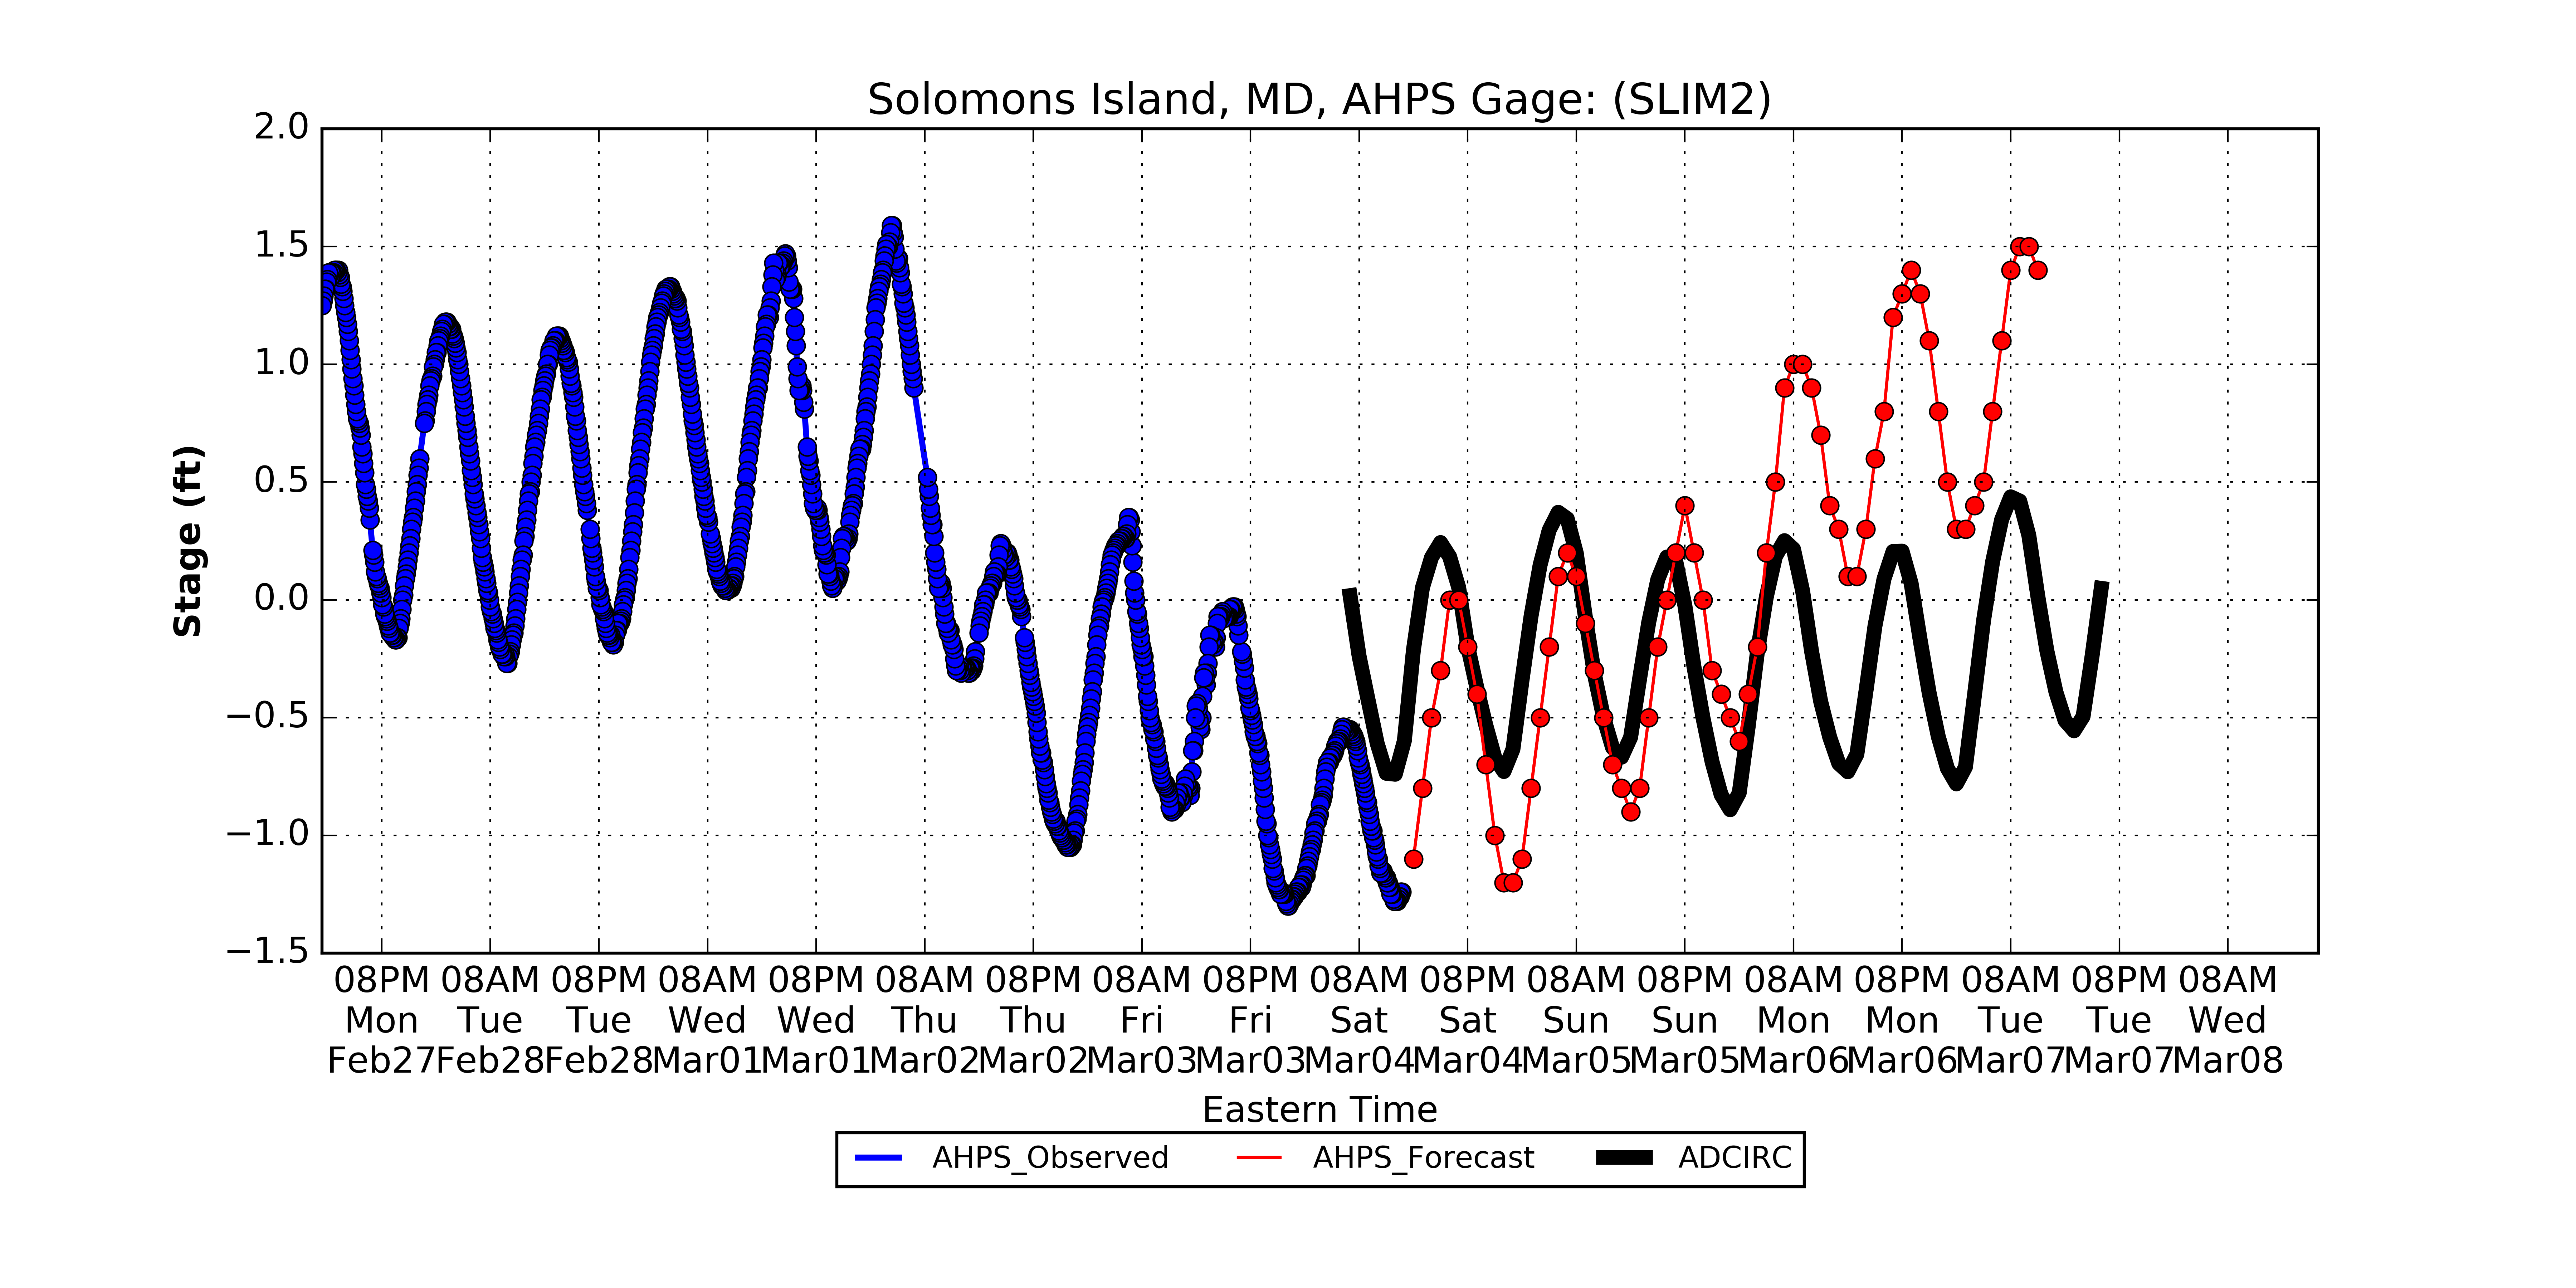 Solomons Island, MD, AHPS Gage: (SLIM2)
2.0
1.5
1.0
0.5
0.0
−0.5
−1.0
−1.5
Stage (ft)
08PM 08AM 08PM 08AM 08PM 08AM 08PM 08AM 08PM 08AM 08PM 08AM 08PM 08AM 08PM 08AM 08PM 08AM
Mon Tue Tue Wed Wed Thu Thu Fri Fri Sat Sat Sun Sun Mon Mon Tue Tue Wed
Feb27 Feb28 Feb28 Mar01 Mar01 Mar02 Mar02 Mar03 Mar03 Mar04 Mar04 Mar05 Mar05 Mar06 Mar06 Mar07 Mar07 Mar08
Eastern Time
AHPS_Observed AHPS_Forecast ADCIRC